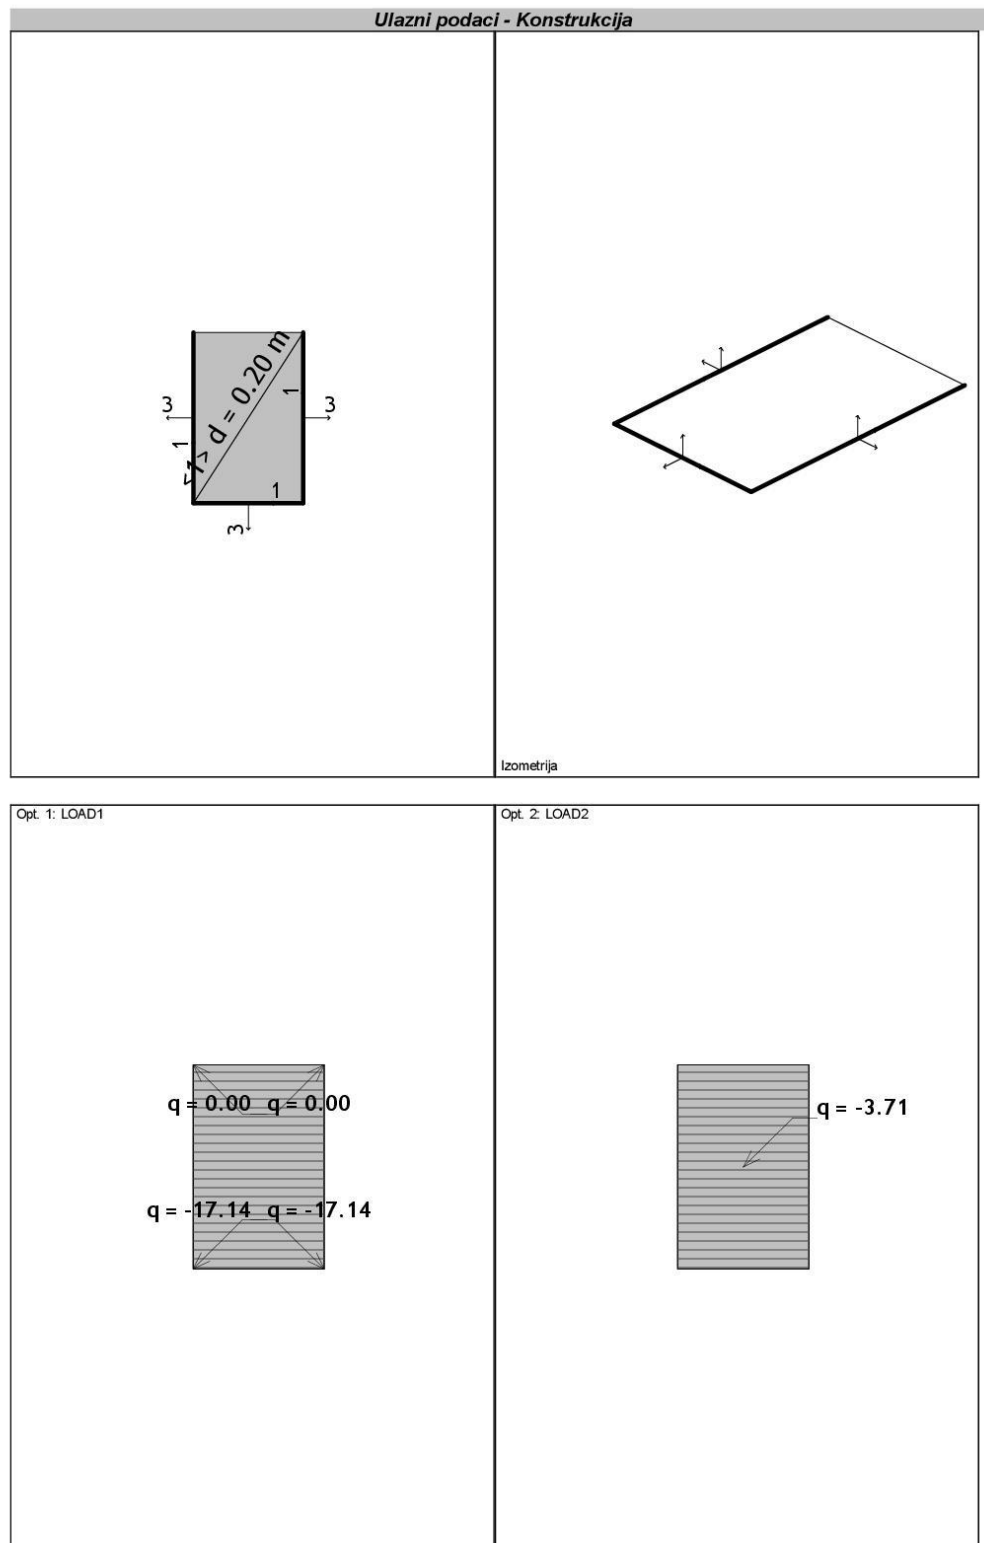 Ulazni podaci - Konstrukcija
<1> d = 0.20 m
1
3
3
1
1
3
Izometrija
Opt. 1: LOAD1
Opt. 2: LOAD2
q = 0.00 q = 0.00
q = -3.71
q = -17.14 q = -17.14